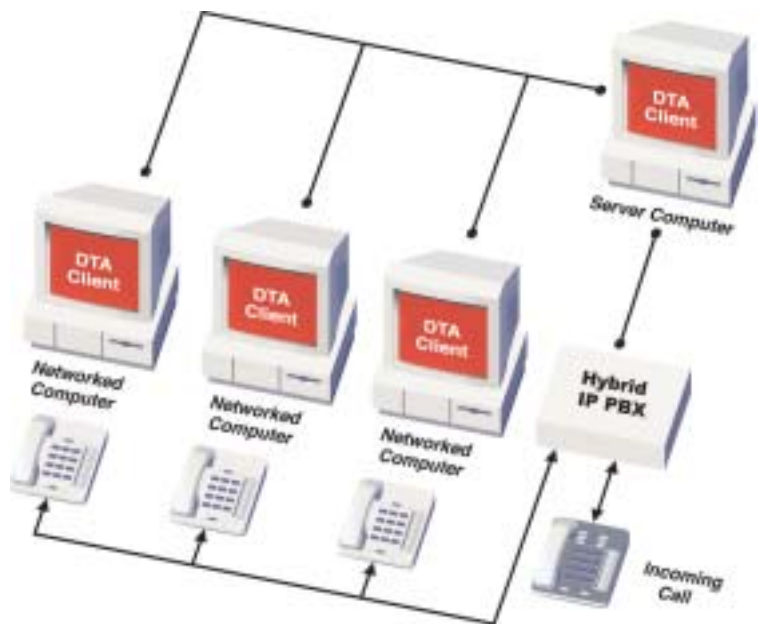 DTA
Client
Server Computer
DTA
Client
Networked
Computer
DTA
Client
Networked
Computer
DTA
Client
Networked
Computer
Hybrid
IP PBX
Incoming
Call